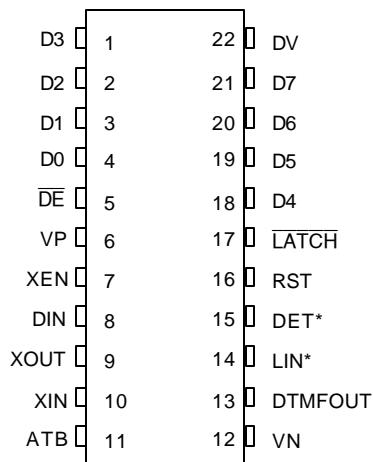 D3 1 22 DV
D2 2 21 D7
D1 3 20 D6
D0 4 19 D5
D̅E̅ 5 18 D4
VP 6 17 L̅A̅T̅C̅H̅
XEN 7 16 RST
DIN 8 15 DET*
XOUT 9 14 LIN*
XIN 10 13 DTMFOUT
ATB 11 12 VN